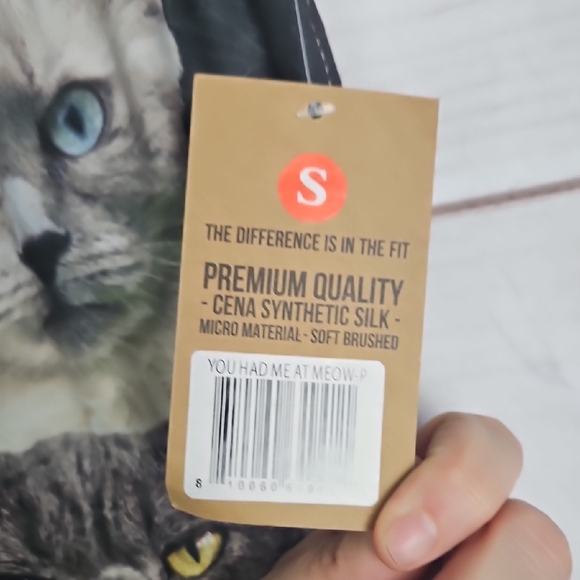 S
THE DIFFERENCE IS IN THE FIT
PREMIUM QUALITY
- CENA SYNTHETIC SILK -
MICRO MATERIAL - SOFT BRUSHED
YOU HAD ME AT MEOW-P
8